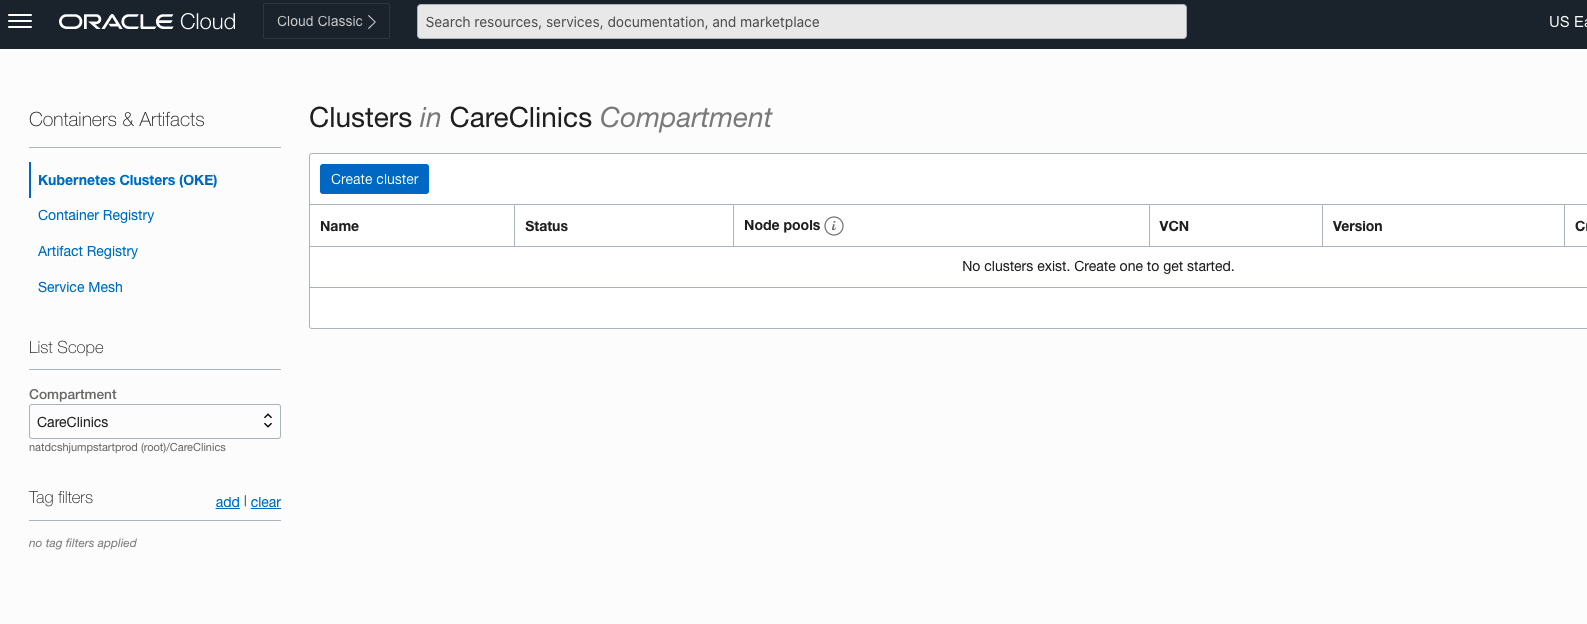 ORACLE Cloud
Cloud Classic
Search resources, services, documentation, and marketplace
US
Containers & Artifacts
Kubernetes Clusters (OKE)
Container Registry
Artifact Registry
Service Mesh
List Scope
Compartment
CareClinics
natdcshjumpstartprod (root)/CareClinics
Tag filters
add | clear
no tag filters applied
Clusters in CareClinics Compartment
Create cluster
Name Status Node pools i VCN Version
No clusters exist. Create one to get started.